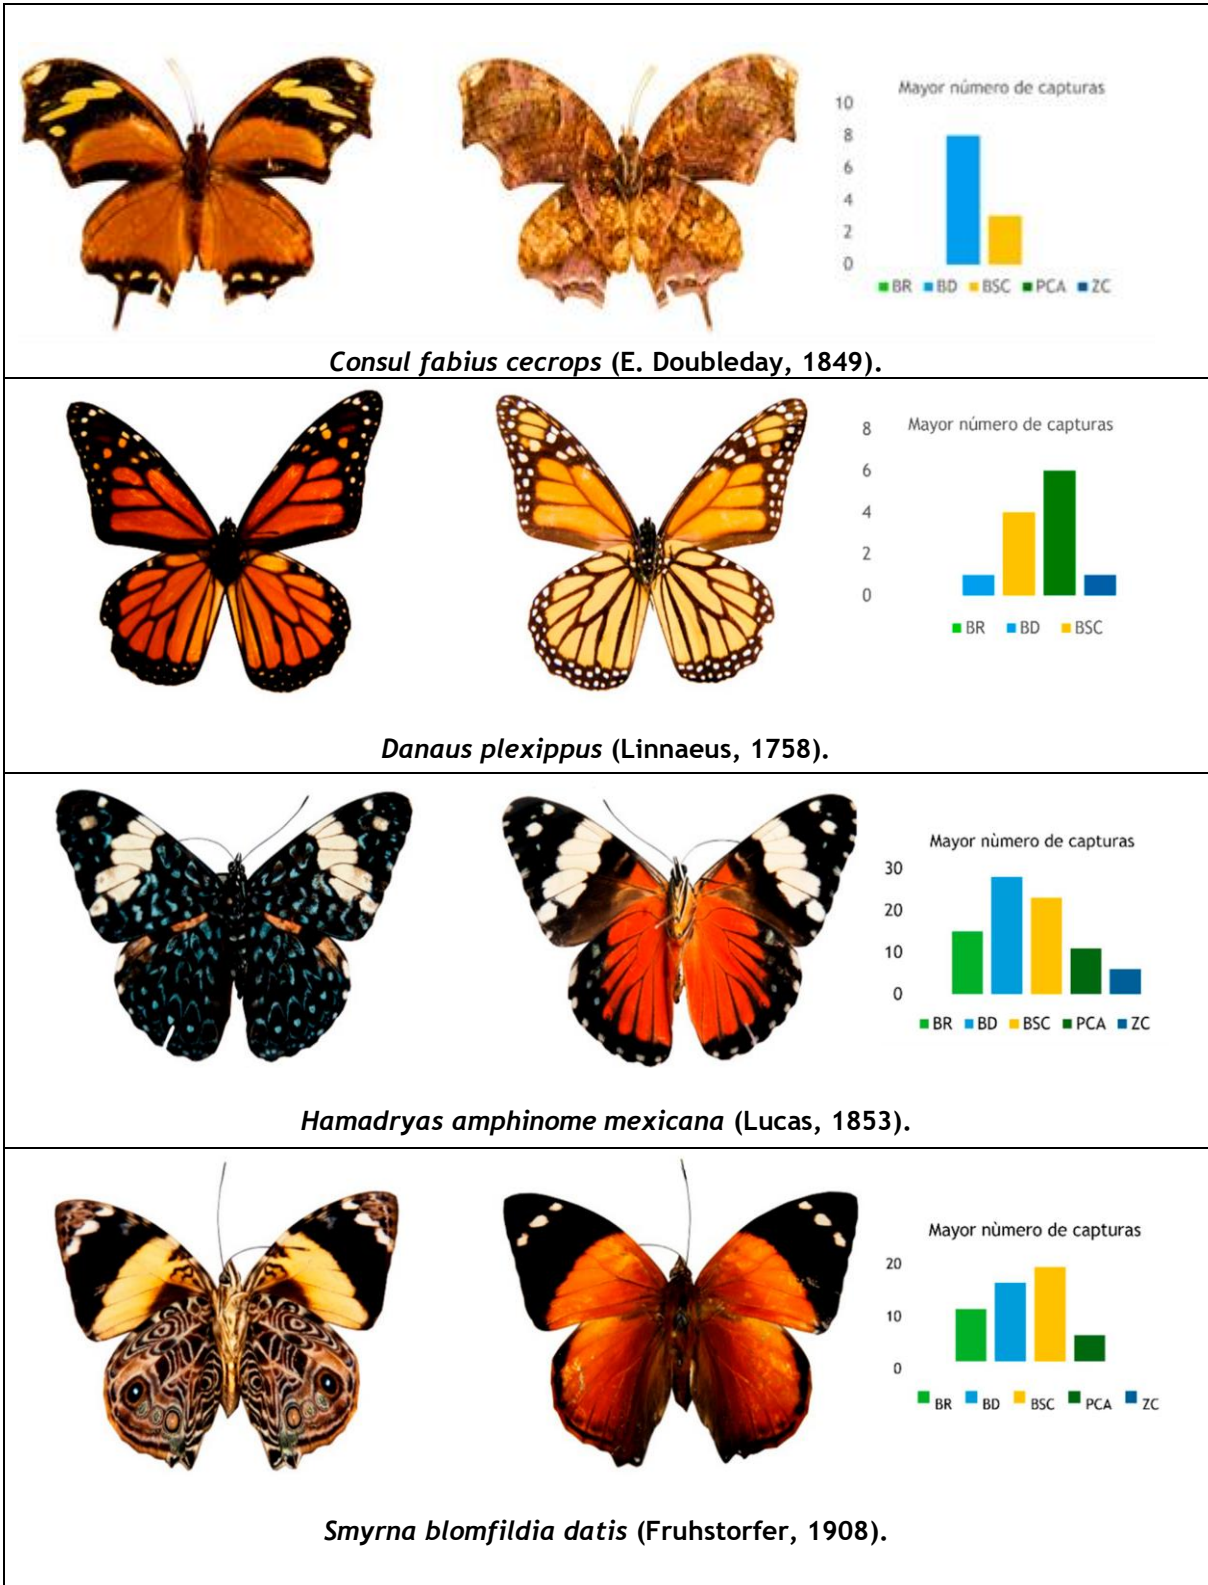 Mayor número de capturas
10
8
6
4
2
0
BR BD BSC PCA ZC
Consul fabius cecrops (E. Doubleday, 1849).
Mayor número de capturas
8
6
4
2
0
BR BD BSC
Danaus plexippus (Linnaeus, 1758).
Mayor nùmero de capturas
30
20
10
0
BR BD BSC PCA ZC
Hamadryas amphinome mexicana (Lucas, 1853).
Mayor nùmero de capturas
20
10
0
BR BD BSC PCA ZC
Smyrna blomfildia datis (Fruhstorfer, 1908).